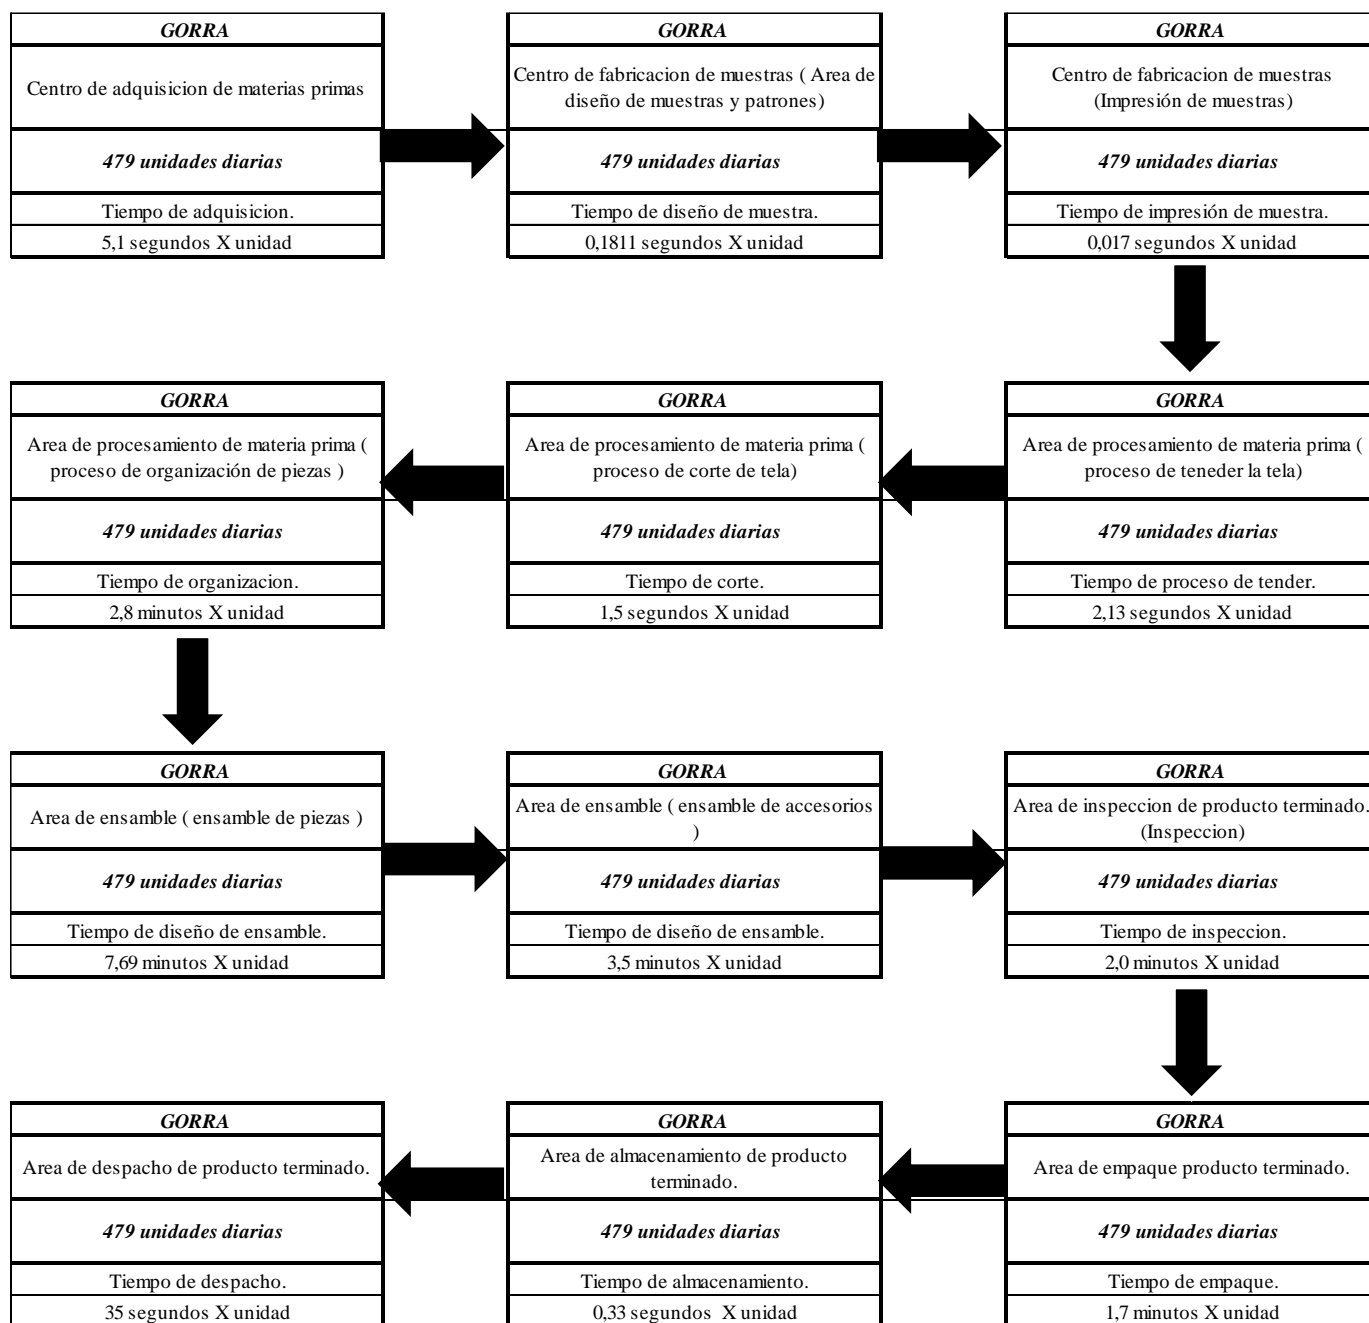 GORRA
Centro de adquisicion de materias primas
479 unidades diarias
Tiempo de adquisicion.
5,1 segundos X unidad
GORRA
Centro de fabricacion de muestras ( Area de
diseño de muestras y patrones)
479 unidades diarias
Tiempo de diseño de muestra.
0,1811 segundos X unidad
GORRA
Centro de fabricacion de muestras
(Impresión de muestras)
479 unidades diarias
Tiempo de impresión de muestra.
0,017 segundos X unidad
GORRA
Area de procesamiento de materia prima (
proceso de teneder la tela)
479 unidades diarias
Tiempo de proceso de tender.
2,13 segundos X unidad
GORRA
Area de procesamiento de materia prima (
proceso de corte de tela)
479 unidades diarias
Tiempo de corte.
1,5 segundos X unidad
GORRA
Area de procesamiento de materia prima (
proceso de organización de piezas )
479 unidades diarias
Tiempo de organizacion.
2,8 minutos X unidad
GORRA
Area de ensamble ( ensamble de piezas )
479 unidades diarias
Tiempo de diseño de ensamble.
7,69 minutos X unidad
GORRA
Area de ensamble ( ensamble de accesorios
)
479 unidades diarias
Tiempo de diseño de ensamble.
3,5 minutos X unidad
GORRA
Area de inspeccion de producto terminado.
(Inspeccion)
479 unidades diarias
Tiempo de inspeccion.
2,0 minutos X unidad
GORRA
Area de empaque producto terminado.
479 unidades diarias
Tiempo de empaque.
1,7 minutos X unidad
GORRA
Area de almacenamiento de producto
terminado.
479 unidades diarias
Tiempo de almacenamiento.
0,33 segundos  X unidad
GORRA
Area de despacho de producto terminado.
479 unidades diarias
Tiempo de despacho.
35 segundos X unidad